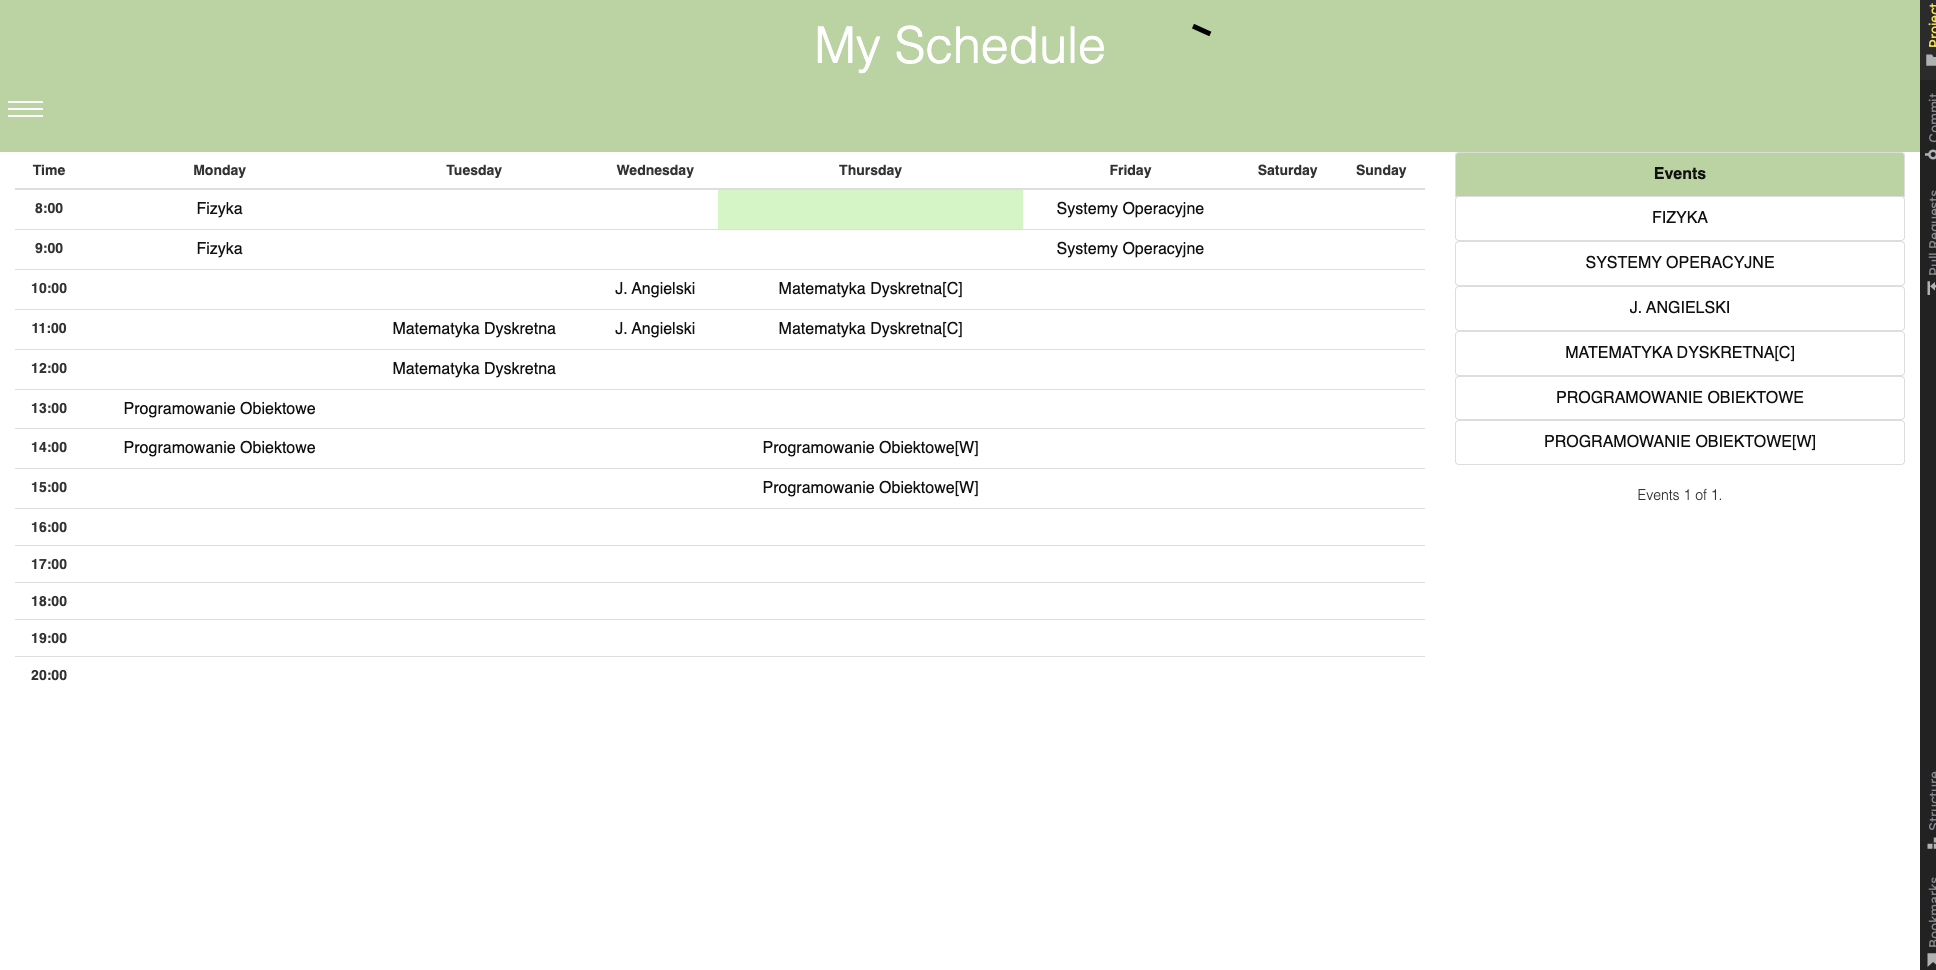 My Schedule
Time Monday Tuesday Wednesday Thursday Friday Saturday Sunday
8:00 Fizyka Systemy Operacyjne
9:00 Fizyka Systemy Operacyjne
10:00 J. Angielski Matematyka Dyskretna[C]
11:00 Matematyka Dyskretna J. Angielski Matematyka Dyskretna[C]
12:00 Matematyka Dyskretna
13:00 Programowanie Obiektowe
14:00 Programowanie Obiektowe Programowanie Obiektowe[W]
15:00 Programowanie Obiektowe[W]
16:00
17:00
18:00
19:00
20:00
Events
FIZYKA
SYSTEMY OPERACYJNE
J. ANGIELSKI
MATEMATYKA DYSKRETNA[C]
PROGRAMOWANIE OBIEKTOWE
PROGRAMOWANIE OBIEKTOWE[W]
Events 1 of 1.
Project
Commit
Pull Requests
Structure
Bookmarks